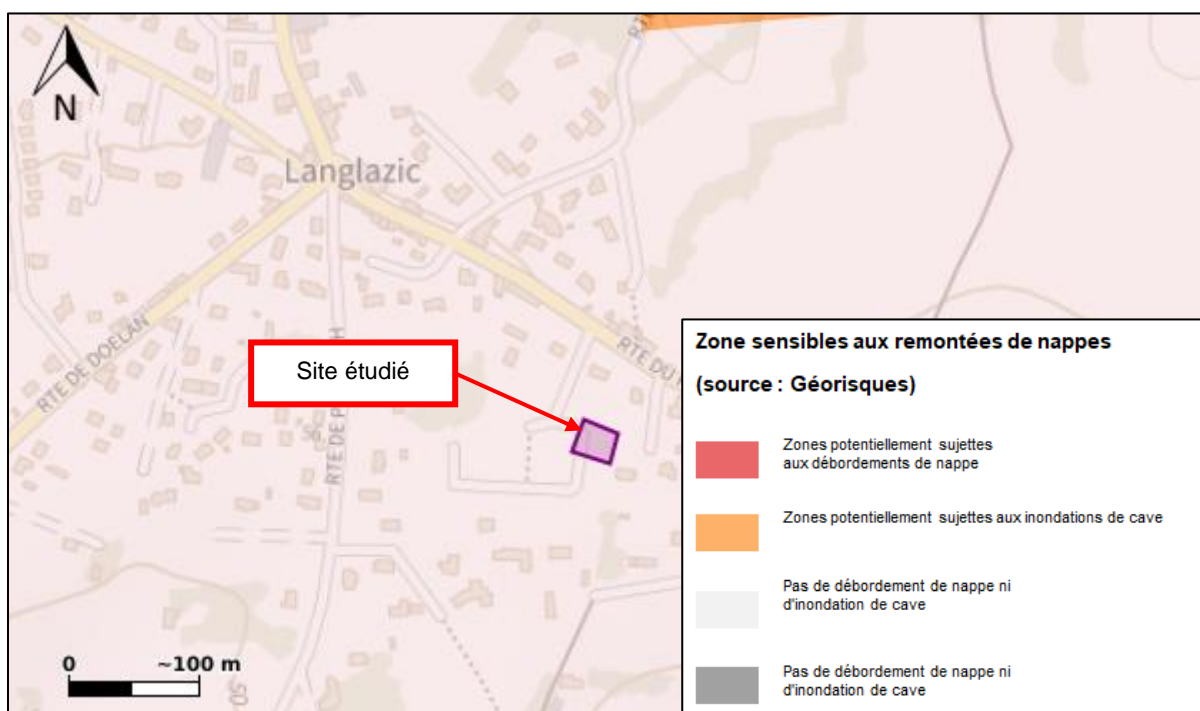 N
Langlazic
RTE DE DOELAN
RTE DE P
H
RTE DU
Site étudié
0 ~100 m
Zone sensibles aux remontées de nappes
(source : Géorisques)
Zones potentiellement sujettes
aux débordements de nappe
Zones potentiellement sujettes aux inondations de cave
Pas de débordement de nappe ni
d'inondation de cave
Pas de débordement de nappe ni
d'inondation de cave